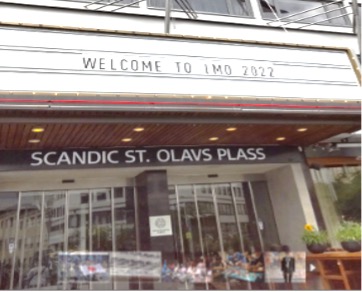 WELCOME TO IMO 2022
SCANDIC ST. OLAVS PLASS